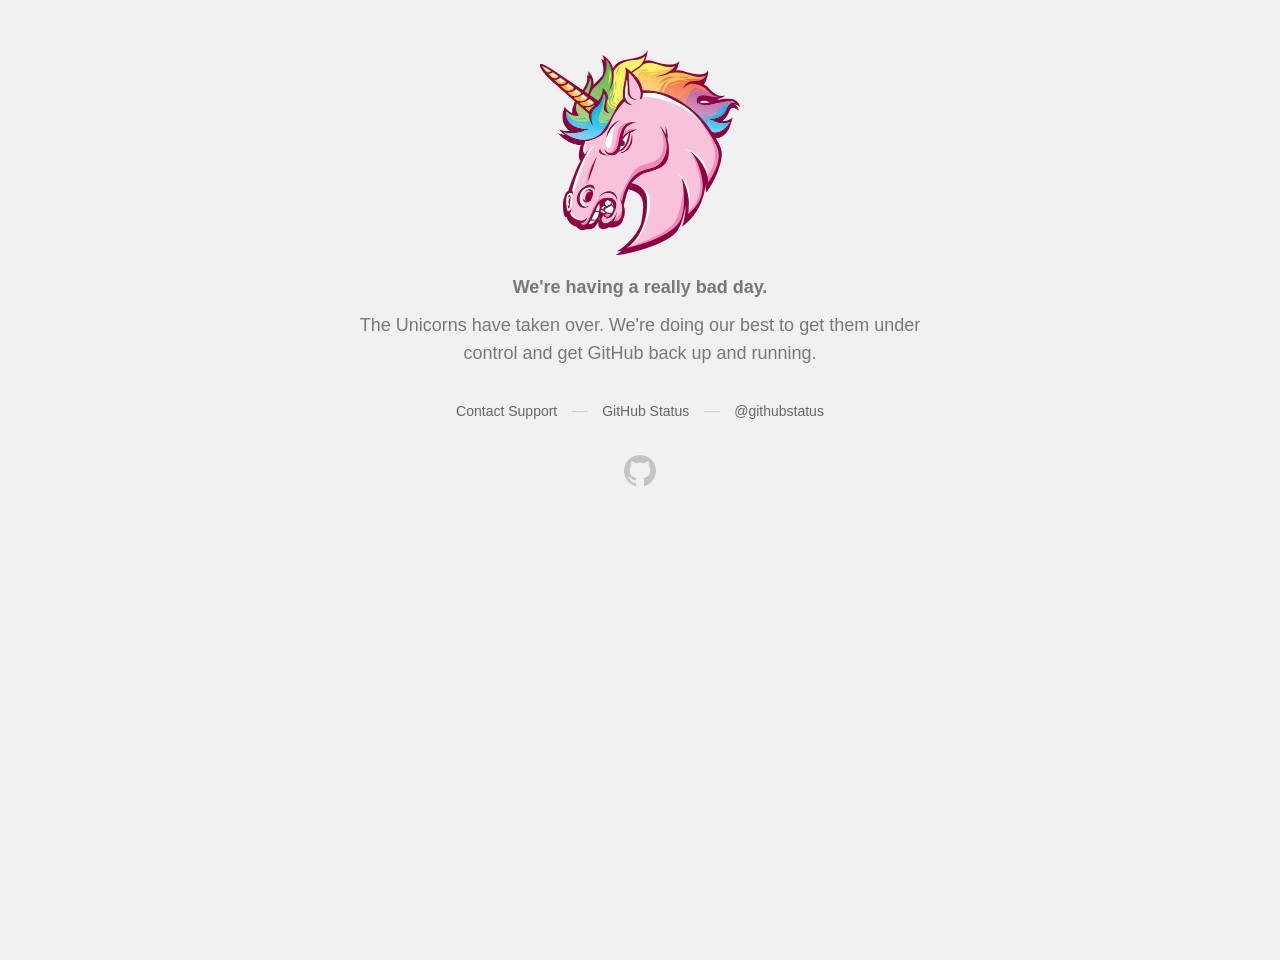 We're having a really bad day.
The Unicorns have taken over. We're doing our best to get them under
control and get GitHub back up and running.
Contact Support — GitHub Status — @githubstatus